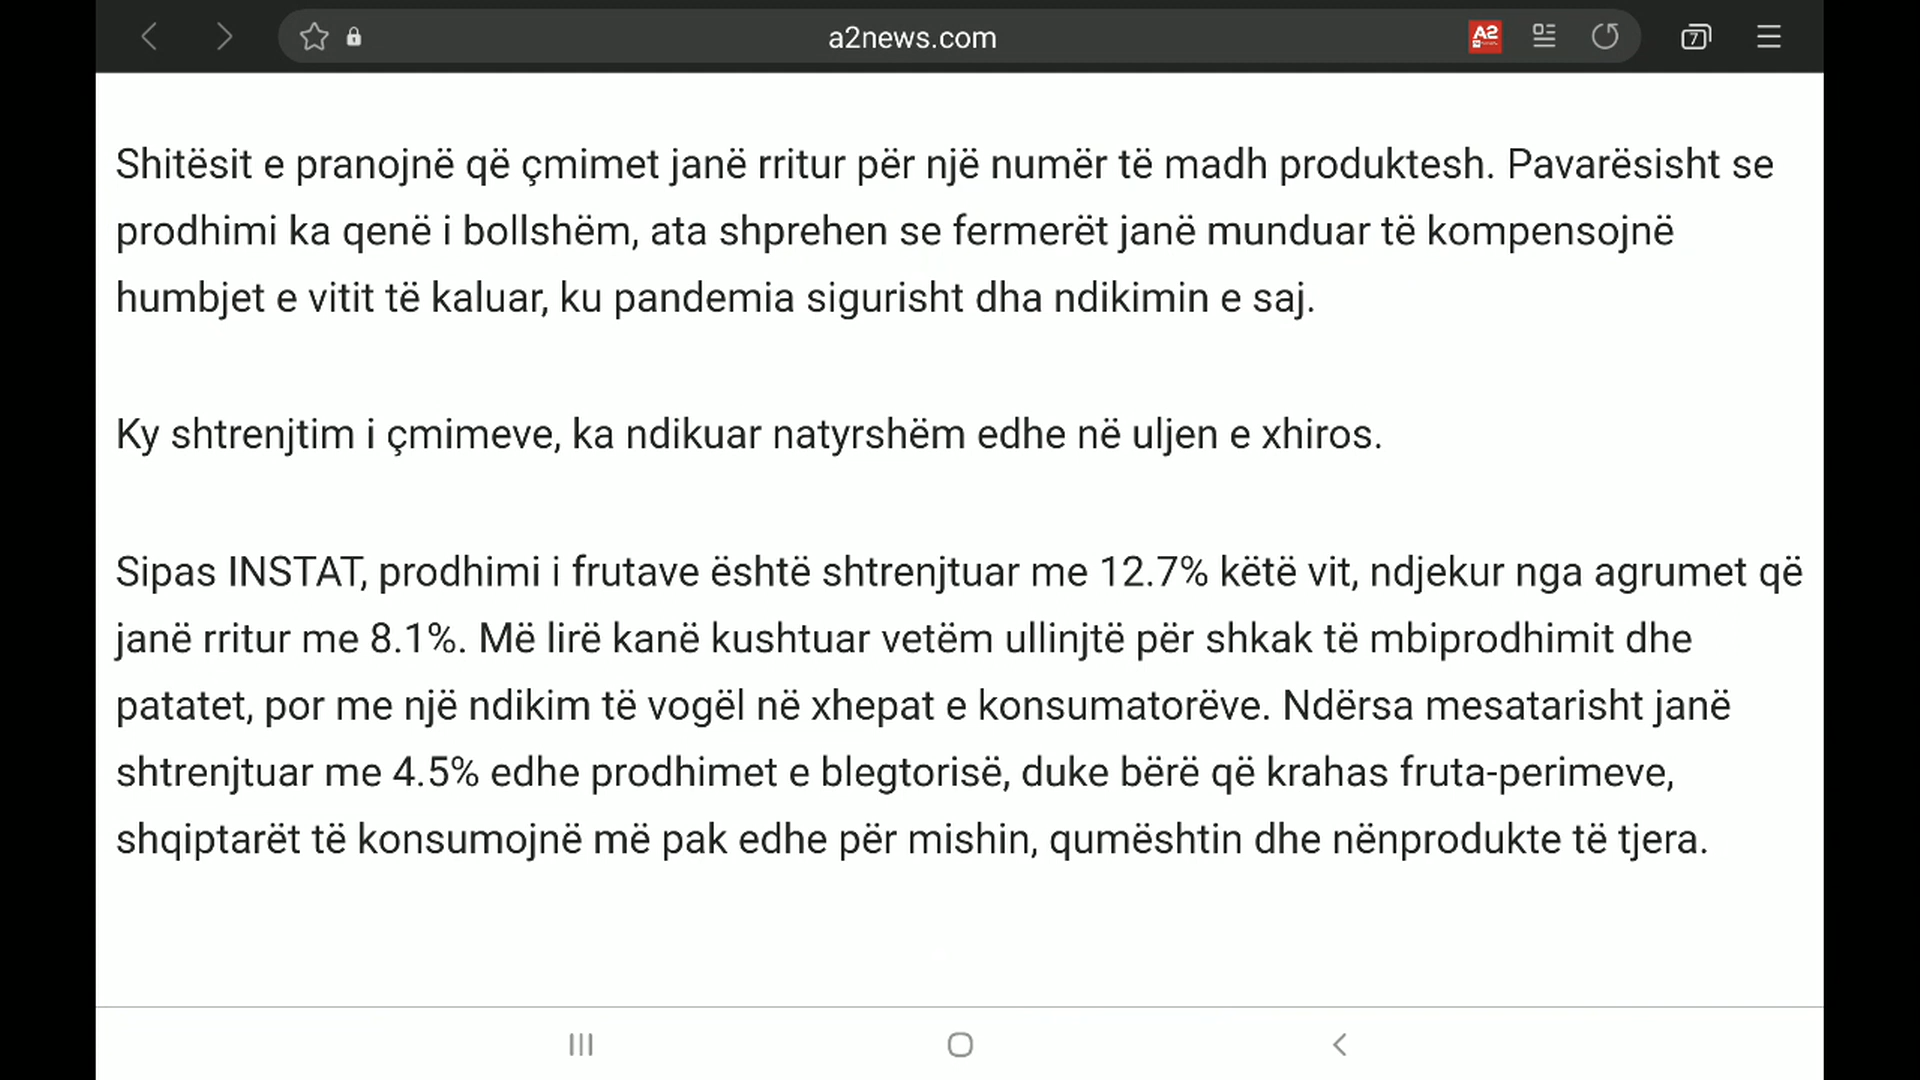 a2news.com
A2
7
Shitësit e pranojnë që çmimet janë rritur për një numër të madh produktesh. Pavarësisht se
prodhimi ka qenë i bollshëm, ata shprehen se fermerët janë munduar të kompensojnë
humbjet e vitit të kaluar, ku pandemia sigurisht dha ndikimin e saj.
Ky shtrenjtim i çmimeve, ka ndikuar natyrshëm edhe në uljen e xhiros.
Sipas INSTAT, prodhimi i frutave është shtrenjtuar me 12.7% këtë vit, ndjekur nga agrumet që
janë rritur me 8.1%. Më lirë kanë kushtuar vetëm ullinjtë për shkak të mbiprodhimit dhe
patatet, por me një ndikim të vogël në xhepat e konsumatorëve. Ndërsa mesatarisht janë
shtrenjtuar me 4.5% edhe prodhimet e blegtorisë, duke bërë që krahas fruta-perimeve,
shqiptarët të konsumojnë më pak edhe për mishin, qumështin dhe nënprodukte të tjera.